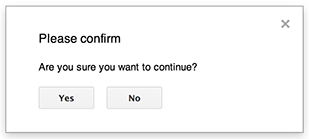 Please confirm
Are you sure you want to continue?
Yes No